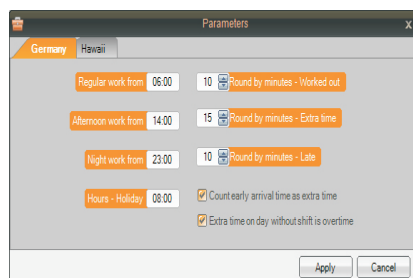 Parameters x
Germany Hawaii
Regular work from 06:00 10 Round by minutes - Worked out
Afternoon work from 14:00 15 Round by minutes - Extra time
Night work from 23:00 10 Round by minutes - Late
Hours - Holiday 08:00 Count early arrival time as extra time
Extra time on day without shift is overtime
Apply Cancel